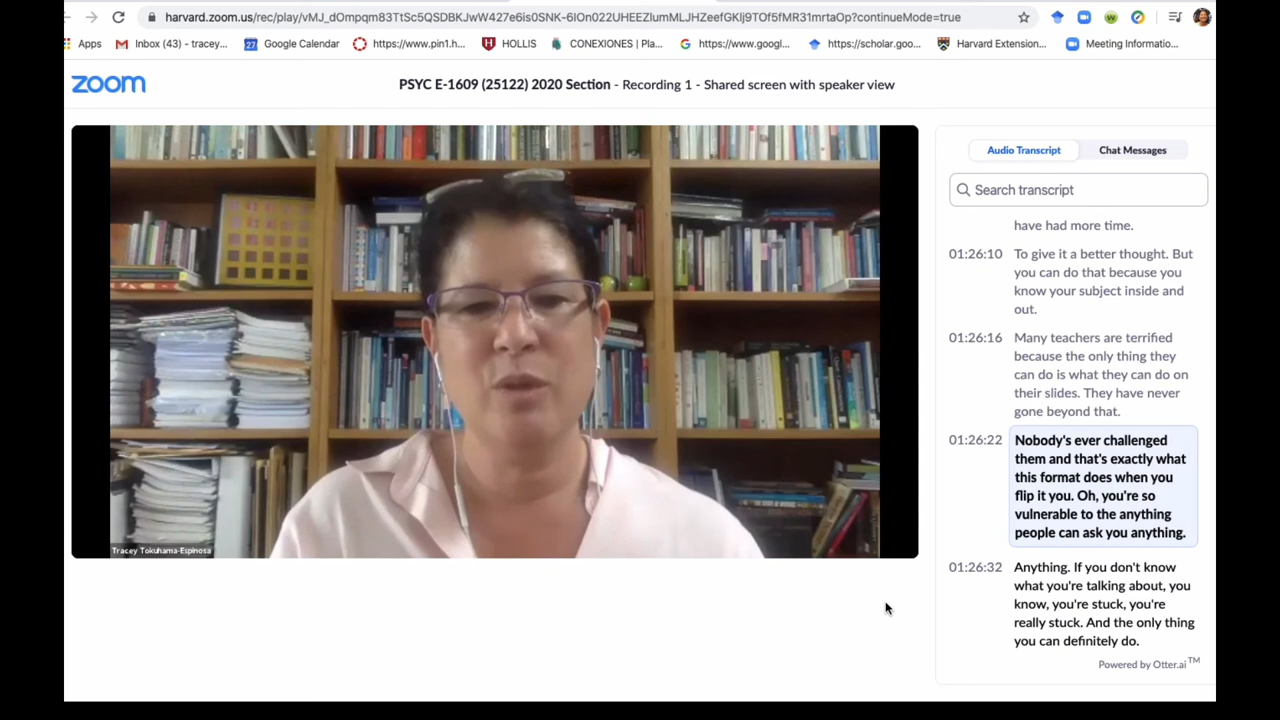 harvard.zoom.us/rec/play/vMJ_dOmpqm83TtSc5QSDBKJwW427e6is0SNK-6IOn022UHEEZlumMLJHZeefGKlj9TOf5fMR31mrtaOp?continueMode=true
Apps Inbox (43) - tracey... Google Calendar https://www.pin1.h... HOLLIS CONEXIONES | Pla... https://www.googl... https://scholar.goo... Harvard Extension... Meeting Informatio...
zoom PSYC E-1609 (25122) 2020 Section - Recording 1 - Shared screen with speaker view
Audio Transcript Chat Messages
Search transcript
have had more time.
01:26:10 To give it a better thought. But
you can do that because you
know your subject inside and
out.
01:26:16 Many teachers are terrified
because the only thing they
can do is what they can do on
their slides. They have never
gone beyond that.
01:26:22 Nobody's ever challenged
them and that's exactly what
this format does when you
flip it you. Oh, you're so
vulnerable to the anything
people can ask you anything.
01:26:32 Anything. If you don't know
what you're talking about, you
know, you're stuck, you're
really stuck. And the only thing
you can definitely do.
Powered by Otter.ai TM
Tracey Tokuhama-Espinosa